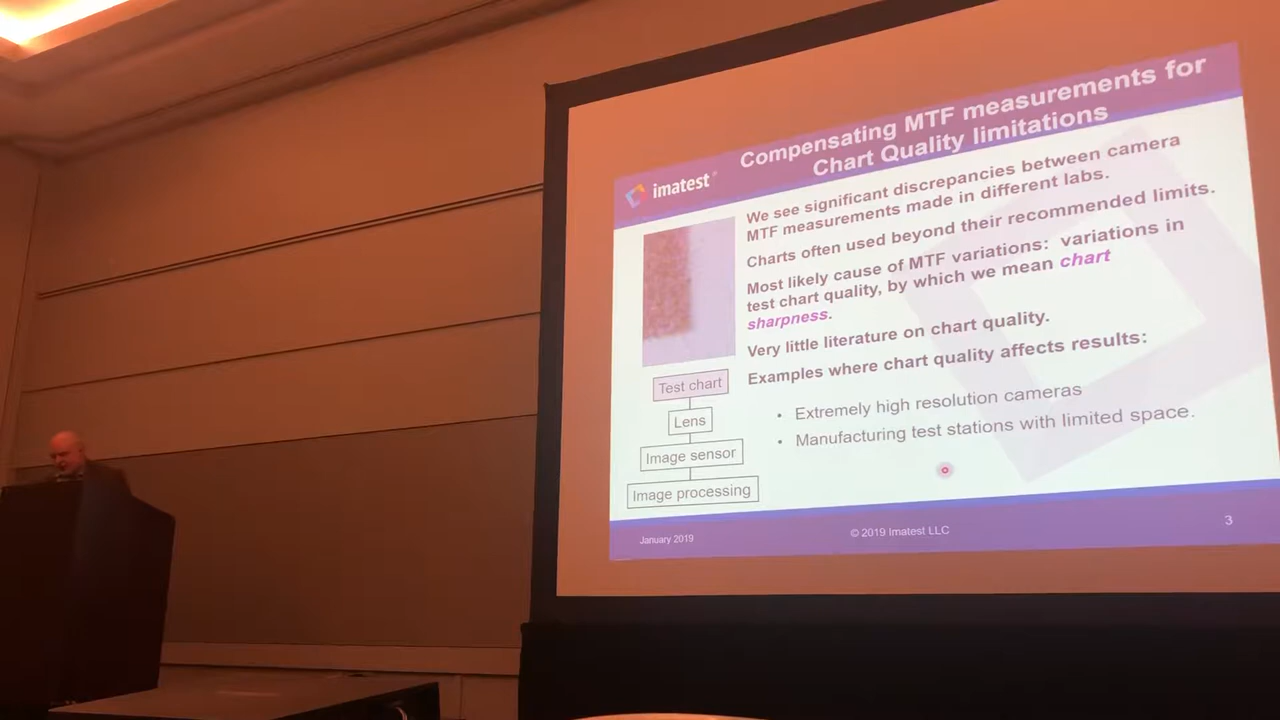 Compensating MTF measurements for
Chart Quality limitations
imatest
We see significant discrepancies between camera
MTF measurements made in different labs.
Charts often used beyond their recommended limits.
Most likely cause of MTF variations: variations in
test chart quality, by which we mean chart
sharpness.
Very little literature on chart quality.
Examples where chart quality affects results:
• Extremely high resolution cameras
• Manufacturing test stations with limited space.
Test chart
Lens
Image sensor
Image processing
January 2019
© 2019 Imatest LLC
3